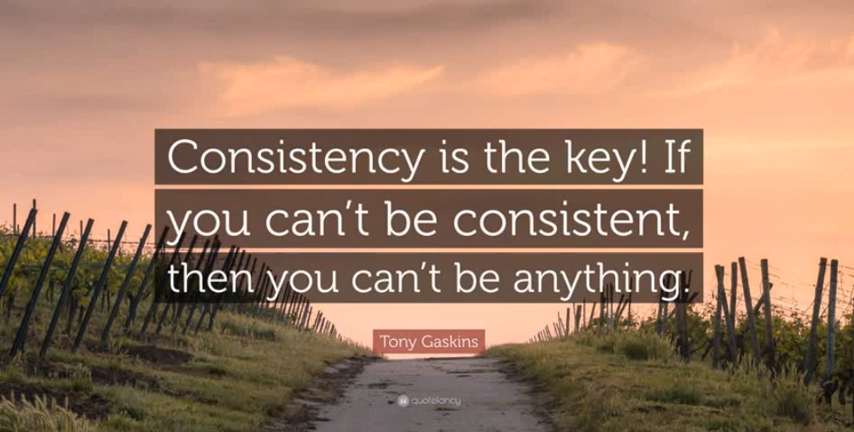 Consistency is the key! If
you can’t be consistent,
then you can’t be anything.
Tony Gaskins
quotefancy